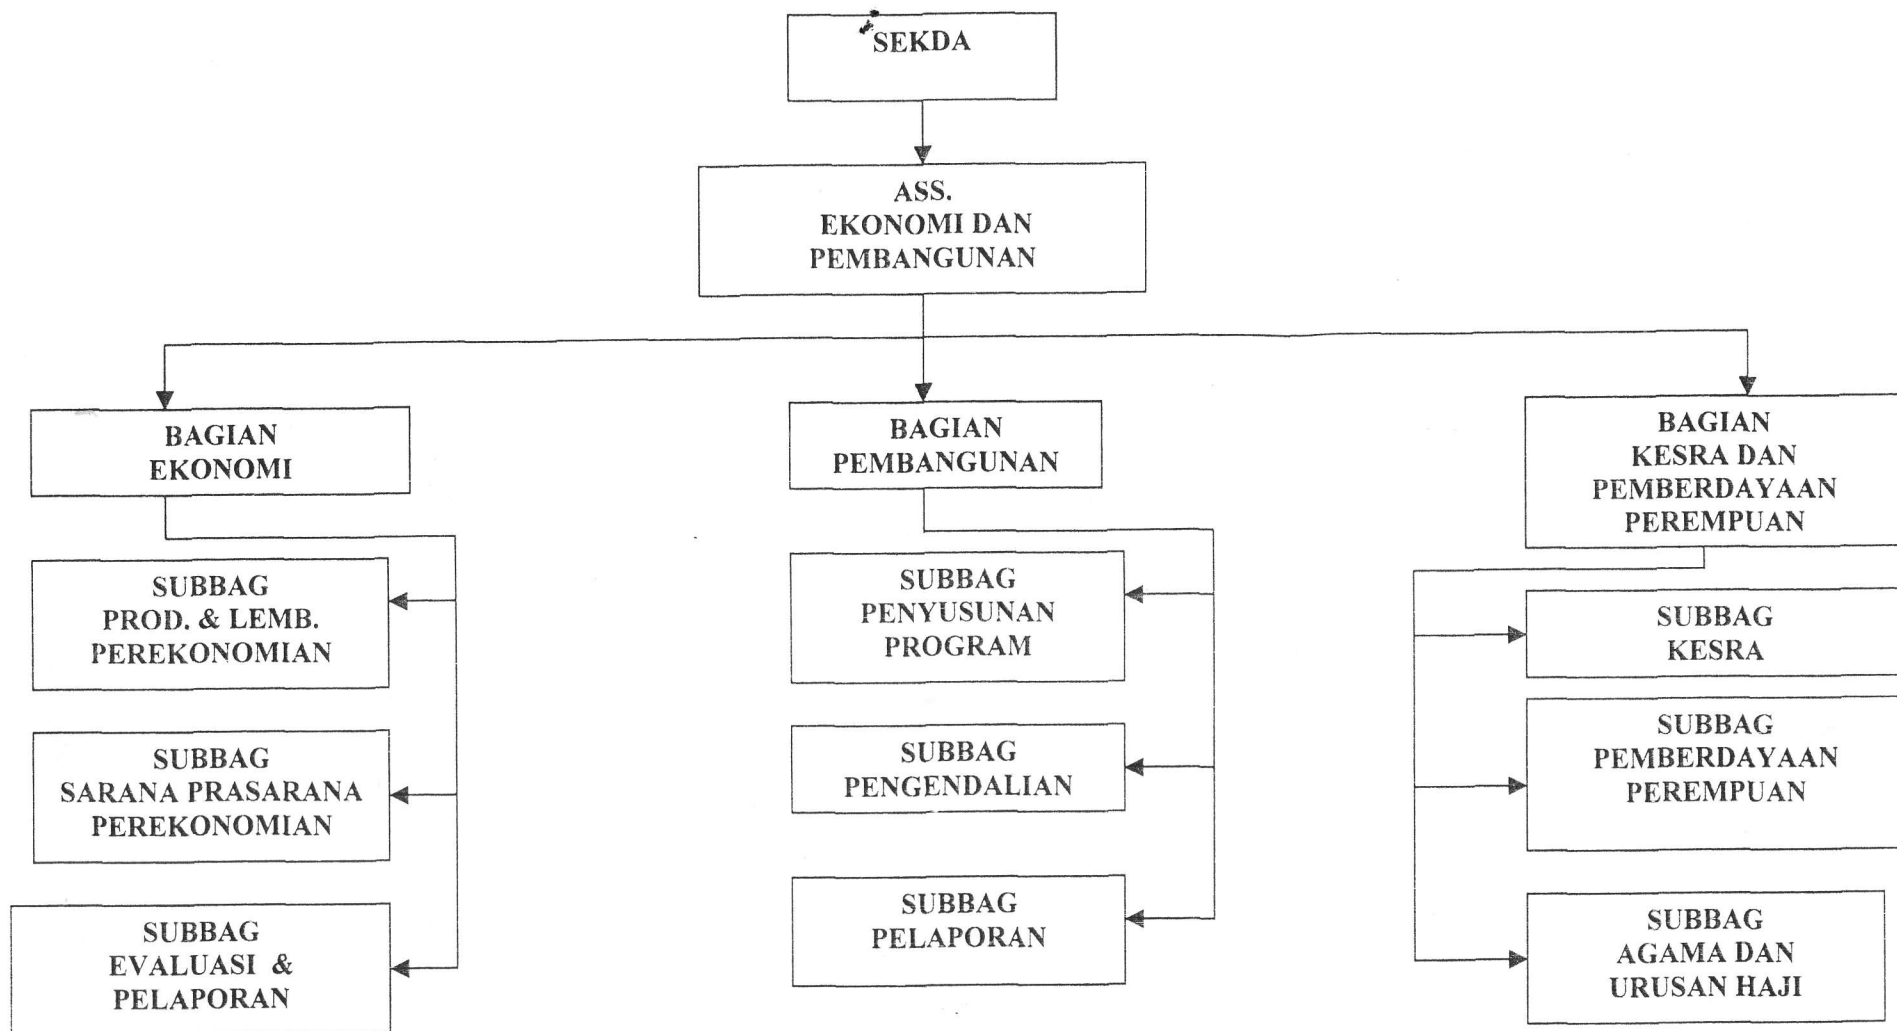 SEKDA
ASS.
EKONOMI DAN
PEMBANGUNAN
BAGIAN
EKONOMI
BAGIAN
PEMBANGUNAN
BAGIAN
KESRA DAN
PEMBERDAYAAN
PEREMPUAN
SUBBAG
PROD. & LEMB.
PEREKONOMIAN
SUBBAG
SARANA PRASARANA
PEREKONOMIAN
SUBBAG
EVALUASI &
PELAPORAN
SUBBAG
PENYUSUNAN
PROGRAM
SUBBAG
PENGENDALIAN
SUBBAG
PELAPORAN
SUBBAG
KESRA
SUBBAG
PEMBERDAYAAN
PEREMPUAN
SUBBAG
AGAMA DAN
URUSAN HAJI